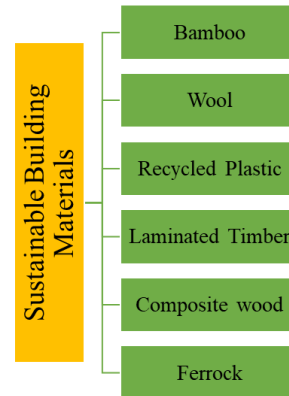 Sustainable Building
Materials
Bamboo
Wool
Recycled Plastic
Laminated Timber
Composite wood
Ferrock